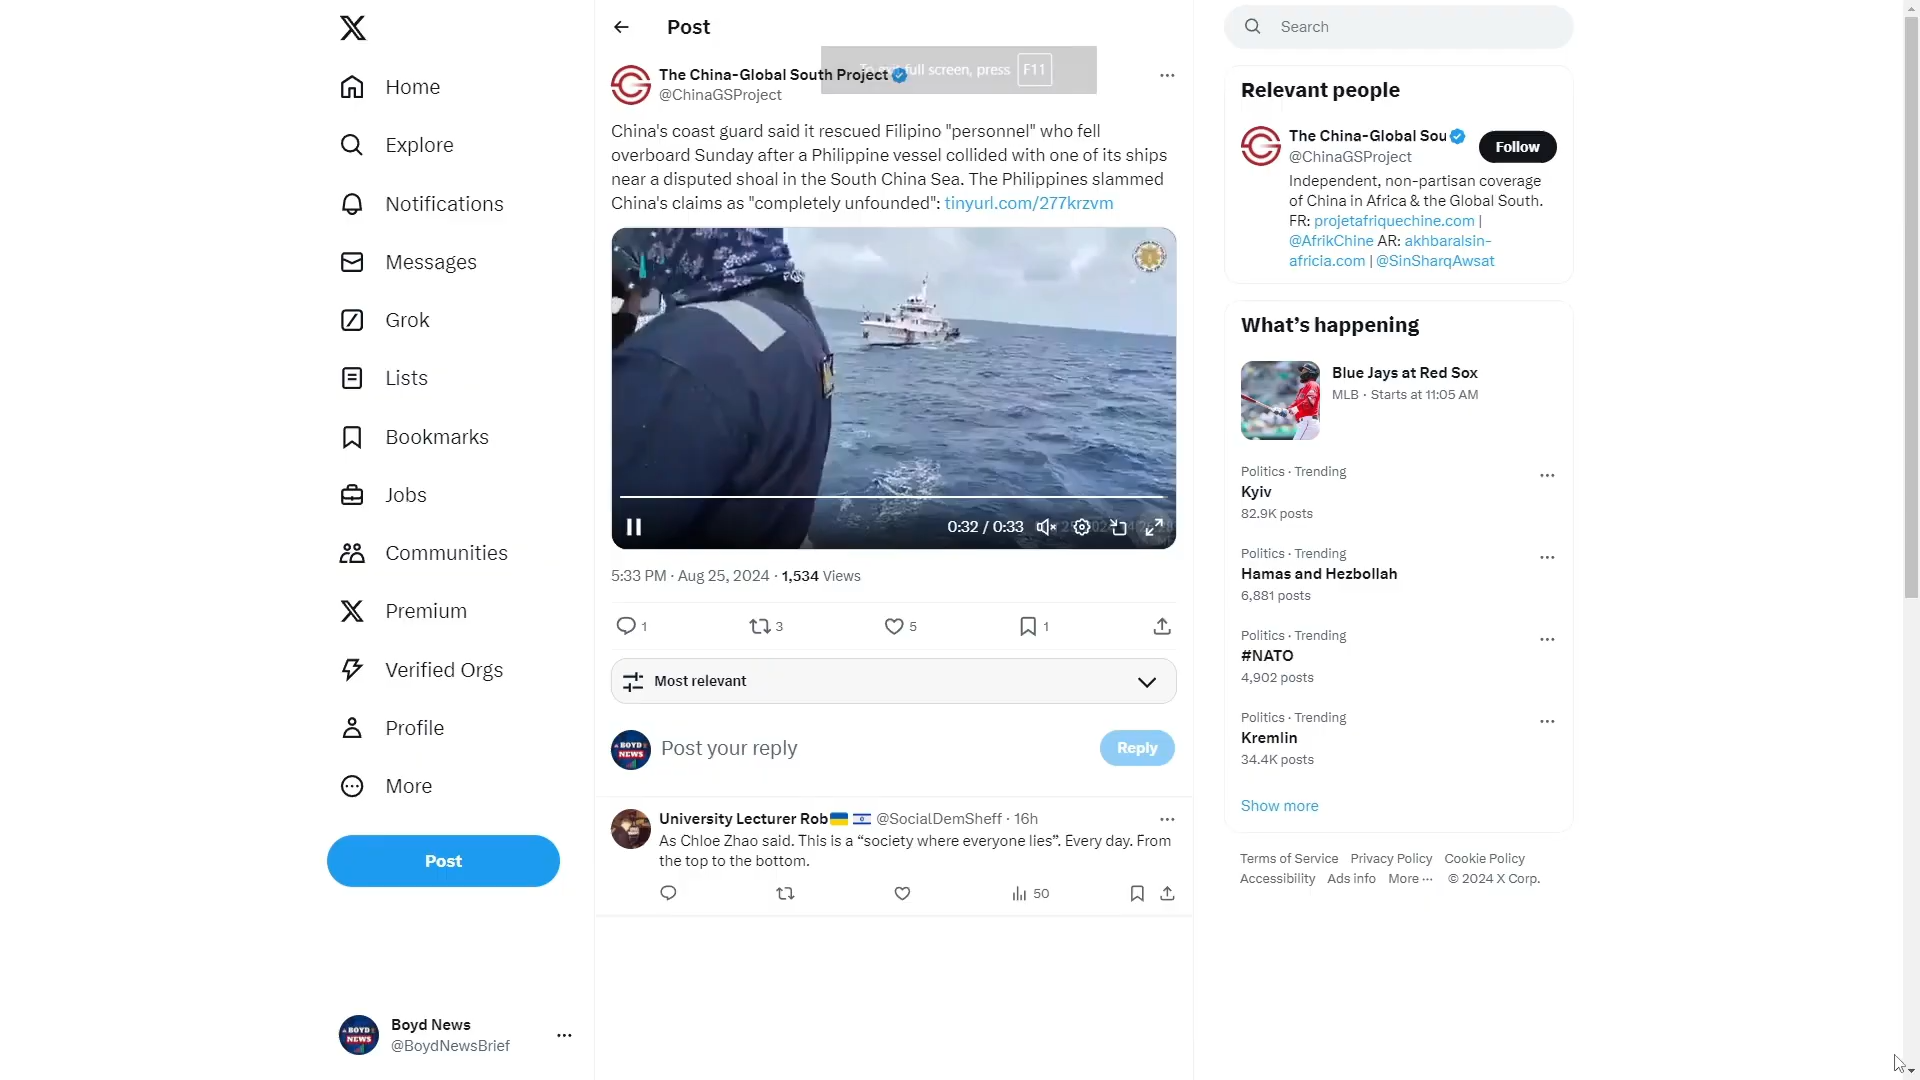 Home
Explore
Notifications
Messages
Grok
Lists
Bookmarks
Jobs
Communities
Premium
Verified Orgs
Profile
More
Post
Boyd News
@BoydNewsBrief
Post
full screen, press F11
The China-Global South Project
@ChinaGSProject
China's coast guard said it rescued Filipino "personnel" who fell
overboard Sunday after a Philippine vessel collided with one of its ships
near a disputed shoal in the South China Sea. The Philippines slammed
China's claims as "completely unfounded": tinyurl.com/277krzvm
0:32 / 0:33
5:33 PM · Aug 25, 2024 · 1,534 Views
1 3 5 1
Most relevant
BOYD NEWS
Post your reply
Reply
University Lecturer Rob @SocialDemSheff · 16h
As Chloe Zhao said. This is a “society where everyone lies”. Every day. From
the top to the bottom.
50
Search
Relevant people
The China-Global Sou
@ChinaGSProject
Follow
Independent, non-partisan coverage
of China in Africa & the Global South.
FR: projetafriquechine.com |
@AfrikChine AR: akhbaralsin-
africia.com | @SinSharqAwsat
What’s happening
Blue Jays at Red Sox
MLB · Starts at 11:05 AM
Politics · Trending
Kyiv
82.9K posts
Politics · Trending
Hamas and Hezbollah
6,881 posts
Politics · Trending
#NATO
4,902 posts
Politics · Trending
Kremlin
34.4K posts
Show more
Terms of Service Privacy Policy Cookie Policy
Accessibility Ads info More ··· © 2024 X Corp.